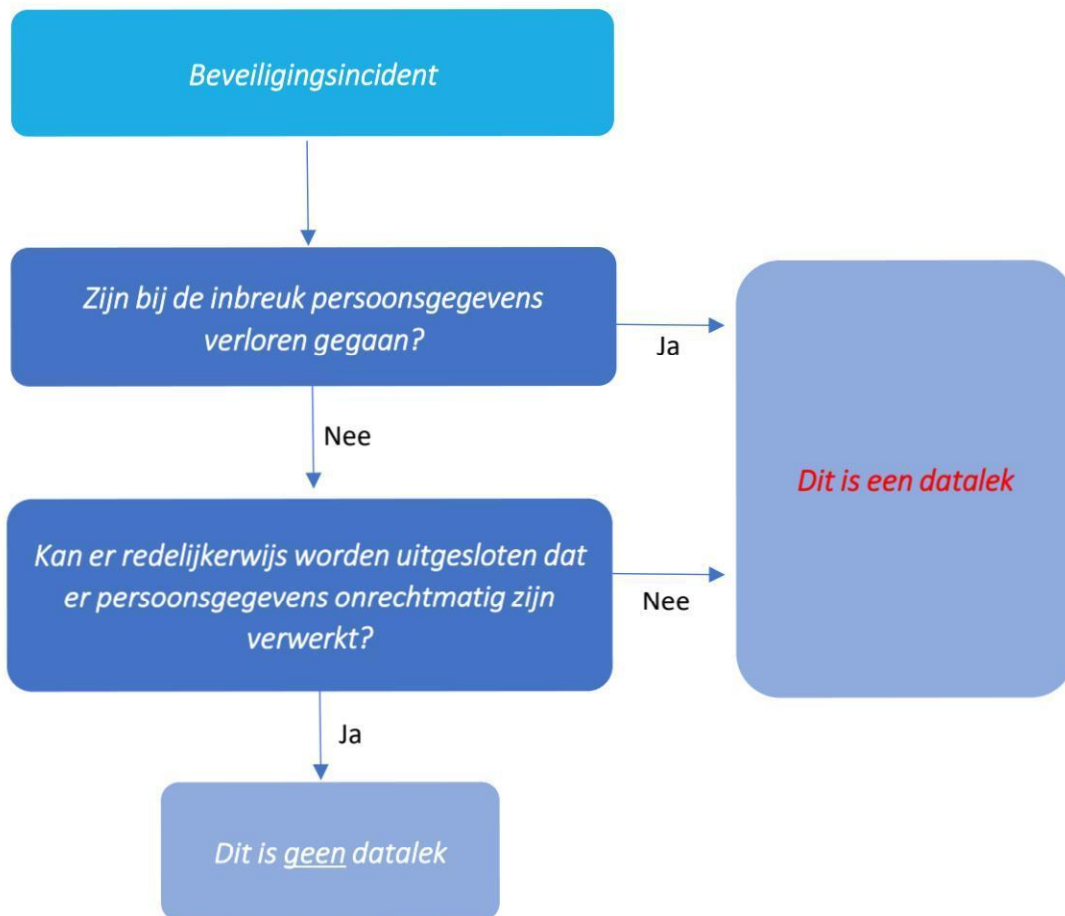 Beveiligingsincident
Zijn bij de inbreuk persoonsgegevens
verloren gegaan?
Ja
Nee
Dit is een datalek
Kan er redelijkerwijs worden uitgesloten dat
er persoonsgegevens onrechtmatig zijn
verwerkt?
Nee
Ja
Dit is geen datalek